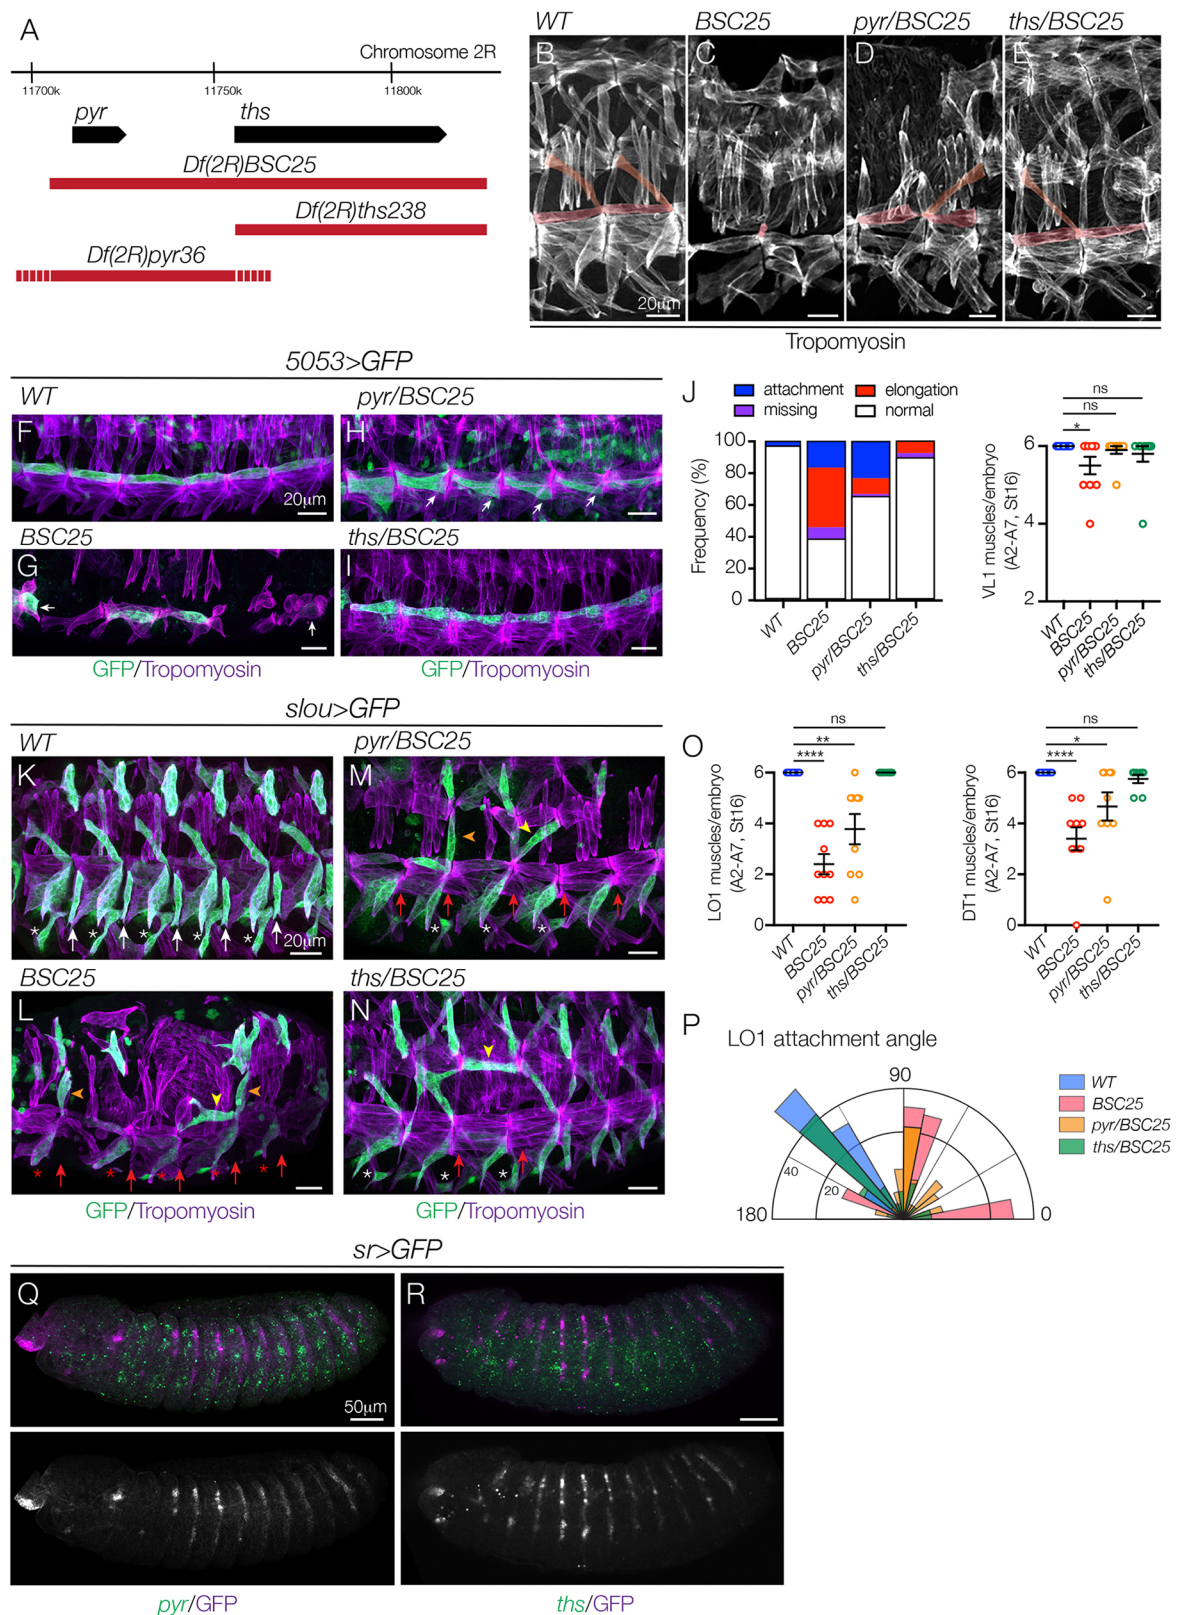 A
Chromosome 2R
11700k 11750k 11800k
pyr ths
Df(2R)BSC25
Df(2R)ths238
Df(2R)pyr36
WT BSC25 pyr/BSC25 ths/BSC25
B C D E
20μm
Tropomyosin
5053>GFP
WT pyr/BSC25
F H
20μm
BSC25 ths/BSC25
G I
GFP/Tropomyosin GFP/Tropomyosin
J
attachment elongation
missing normal
Frequency (%)
100
80
60
40
20
0
WT BSC25 pyr/BSC25 ths/BSC25
VL1 muscles/embryo
(A2-A7, St16)
ns
ns
*
6
4
2
WT BSC25 pyr/BSC25 ths/BSC25
slou>GFP
WT pyr/BSC25
K M
* * * * *
20μm
* * *
BSC25 ths/BSC25
L N
* * * * *
* * *
GFP/Tropomyosin GFP/Tropomyosin
O
LO1 muscles/embryo
(A2-A7, St16)
ns
**
****
6
4
2
0
WT BSC25 pyr/BSC25 ths/BSC25
DT1 muscles/embryo
(A2-A7, St16)
ns
*
****
6
4
2
0
WT BSC25 pyr/BSC25 ths/BSC25
P
LO1 attachment angle
90
40
20
180 0
WT
BSC25
pyr/BSC25
ths/BSC25
sr>GFP
Q R
50μm
pyr/GFP ths/GFP